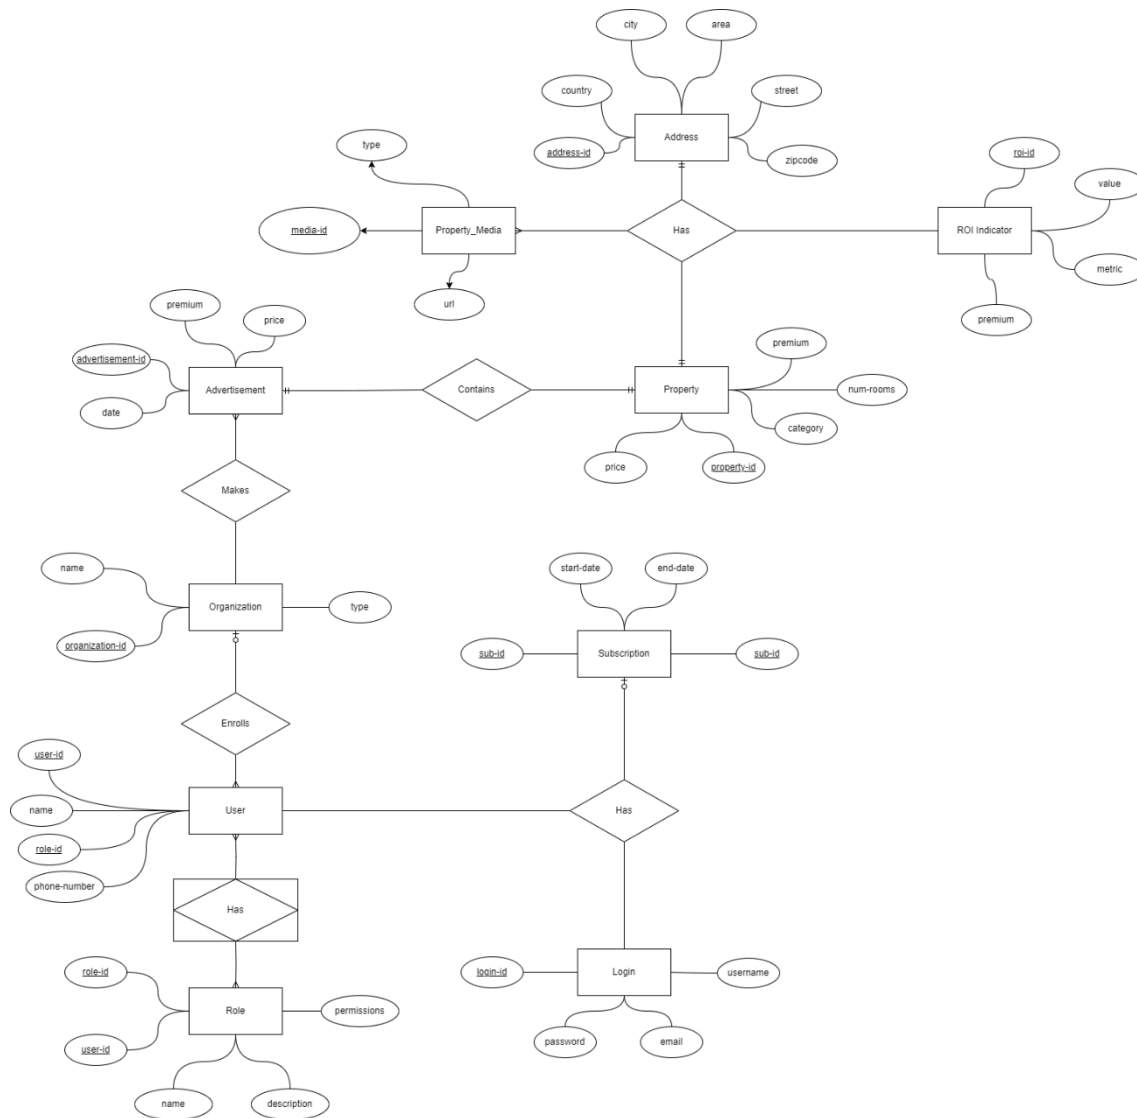 city
area
country
street
Address
type
address-id
zipcode
roi-id
value
media-id
Property_Media
Has
ROI Indicator
metric
url
premium
premium
price
premium
advertisement-id
Advertisement
Contains
Property
num-rooms
date
category
price
property-id
Makes
name
start-date
end-date
Organization
type
organization-id
sub-id
Subscription
sub-id
Enrolls
user-id
name
User
Has
role-id
phone-number
Has
role-id
login-id
Login
username
Role
permissions
user-id
password
email
name
description